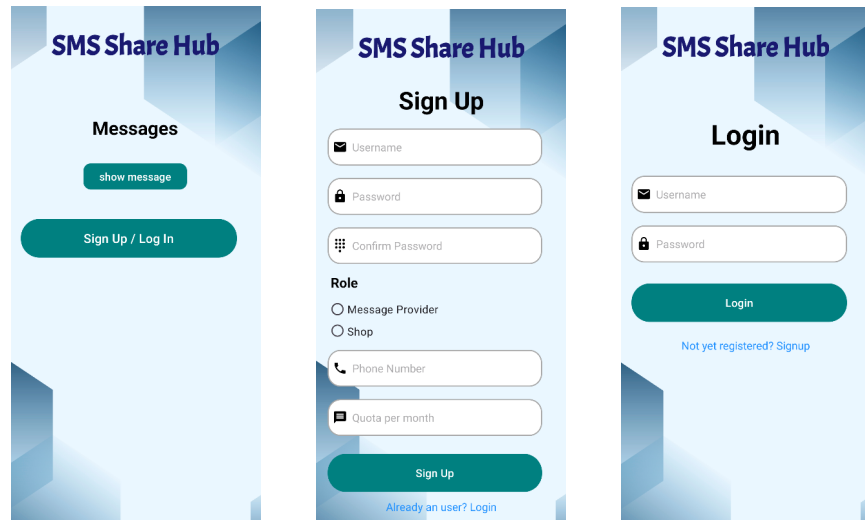 SMS Share Hub
Messages
show message
Sign Up / Log In
SMS Share Hub
Sign Up
Username
Password
Confirm Password
Role
Message Provider
Shop
Phone Number
Quota per month
Sign Up
Already an user? Login
SMS Share Hub
Login
Username
Password
Login
Not yet registered? Signup